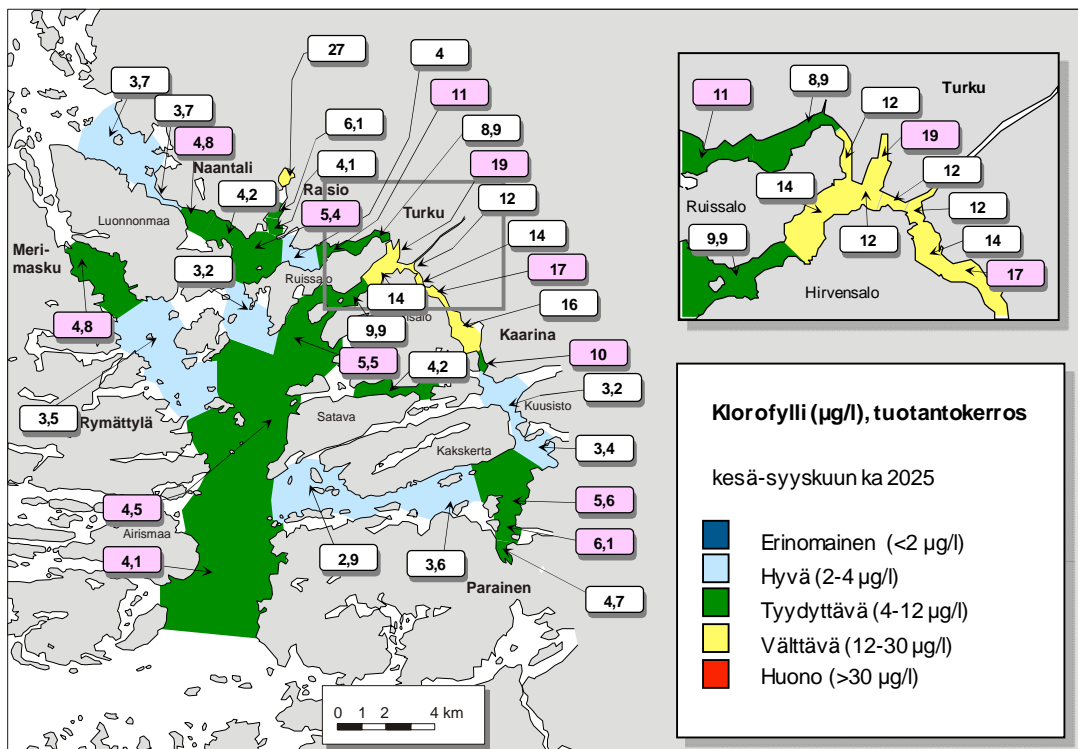 27
4
3,7
11
3,7
6,1
8,9
4,8
Naantali
4,1
19
4,2
Raisio
5,4
12
Turku
Luonnonmaa
14
Meri-
masku
3,2
Ruissalo
17
14
16
4,8
9,9
Kaarina
5,5
4,2
10
3,5
Rymättylä
Satava
Kuusisto
3,2
Kakskerta
3,4
4,5
5,6
Airismaa
4,1
6,1
2,9
3,6
Parainen
4,7
0 1 2 4 km
8,9
Turku
11
12
19
14
12
Ruissalo
12
9,9
12
14
Hirvensalo
17
Klorofylli (µg/l), tuotantokerros
kesä-syyskuun ka 2025
Erinomainen (<2 µg/l)
Hyvä (2-4 µg/l)
Tyydyttävä (4-12 µg/l)
Välttävä (12-30 µg/l)
Huono (>30 µg/l)